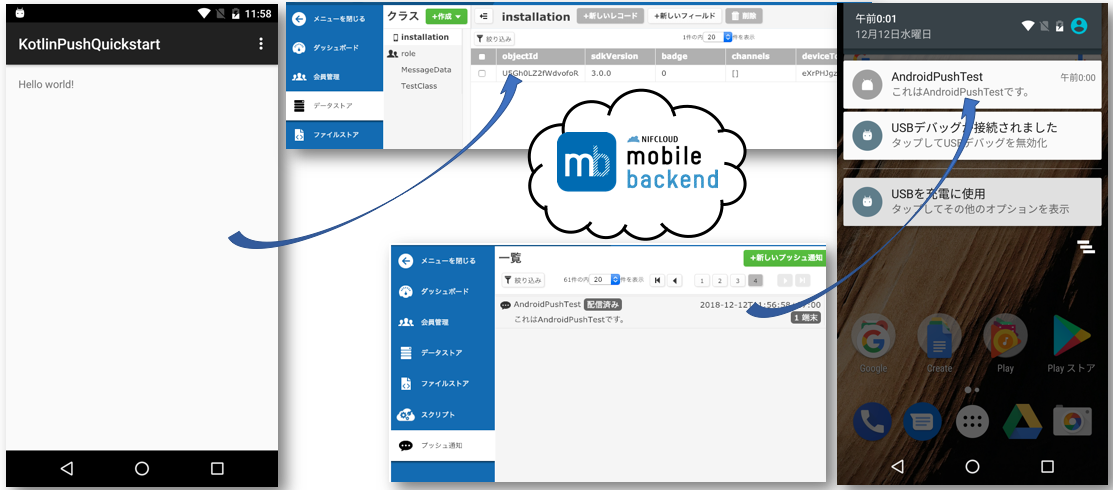 11:58
KotlinPushQuickstart
Hello world!
メニューを閉じる
ダッシュボード
会員管理
データストア
ファイルストア
クラス
+作成
installation
role
MessageData
TestClass
installation
+新しいレコード
+新しいフィールド
削除
絞り込み
1件の内 20 件を表示
objectId sdkVersion badge channels deviceTo
3.0.0 0 [ ] eXrPHJgz
NIFCLOUD
mb mobile
backend
メニューを閉じる
ダッシュボード
会員管理
データストア
ファイルストア
スクリプト
プッシュ通知
一覧
+新しいプッシュ通知
絞り込み
61件の内 20 件を表示
1 2 3 4
AndroidPushTest 配信済み
これはAndroidPushTestです。
1 端末
午前0:01
12月12日水曜日
AndroidPushTest 午前0:00
これはAndroidPushTestです。
USBデバッグが接続されました
タップしてUSBデバッグを無効化
USBを充電に使用
タップしてその他のオプションを表示
Google Create Play Play ストア